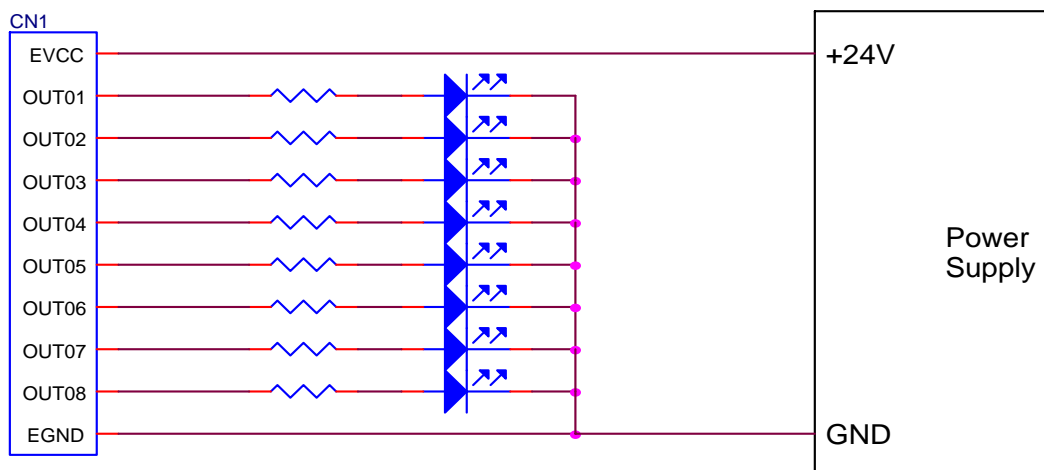 CN1
EVCC
+24V
OUT01
OUT02
OUT03
OUT04
OUT05
OUT06
OUT07
OUT08
EGND
GND
Power
Supply